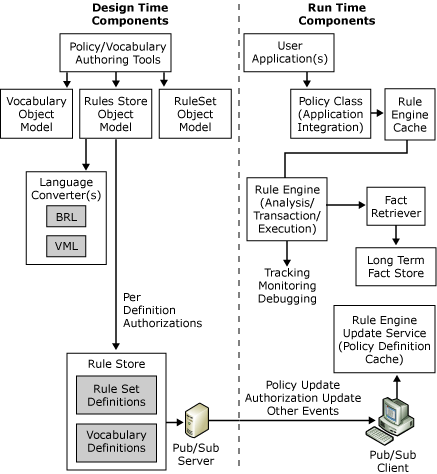 Design Time
Components
Run Time
Components
Policy/Vocabulary
Authoring Tools
Vocabulary
Object
Model
Rules Store
Object
Model
RuleSet
Object
Model
Language
Converter(s)
BRL
VML
Per
Definition
Authorizations
Rule Store
Rule Set
Definitions
Vocabulary
Definitions
Pub/Sub
Server
User
Application(s)
Policy Class
(Application
Integration)
Rule
Engine
Cache
Rule Engine
(Analysis/
Transaction/
Execution)
Fact
Retriever
Long Term
Fact Store
Tracking
Monitoring
Debugging
Rule Engine
Update Service
(Policy Definition
Cache)
Policy Update
Authorization Update
Other Events
Pub/Sub
Client